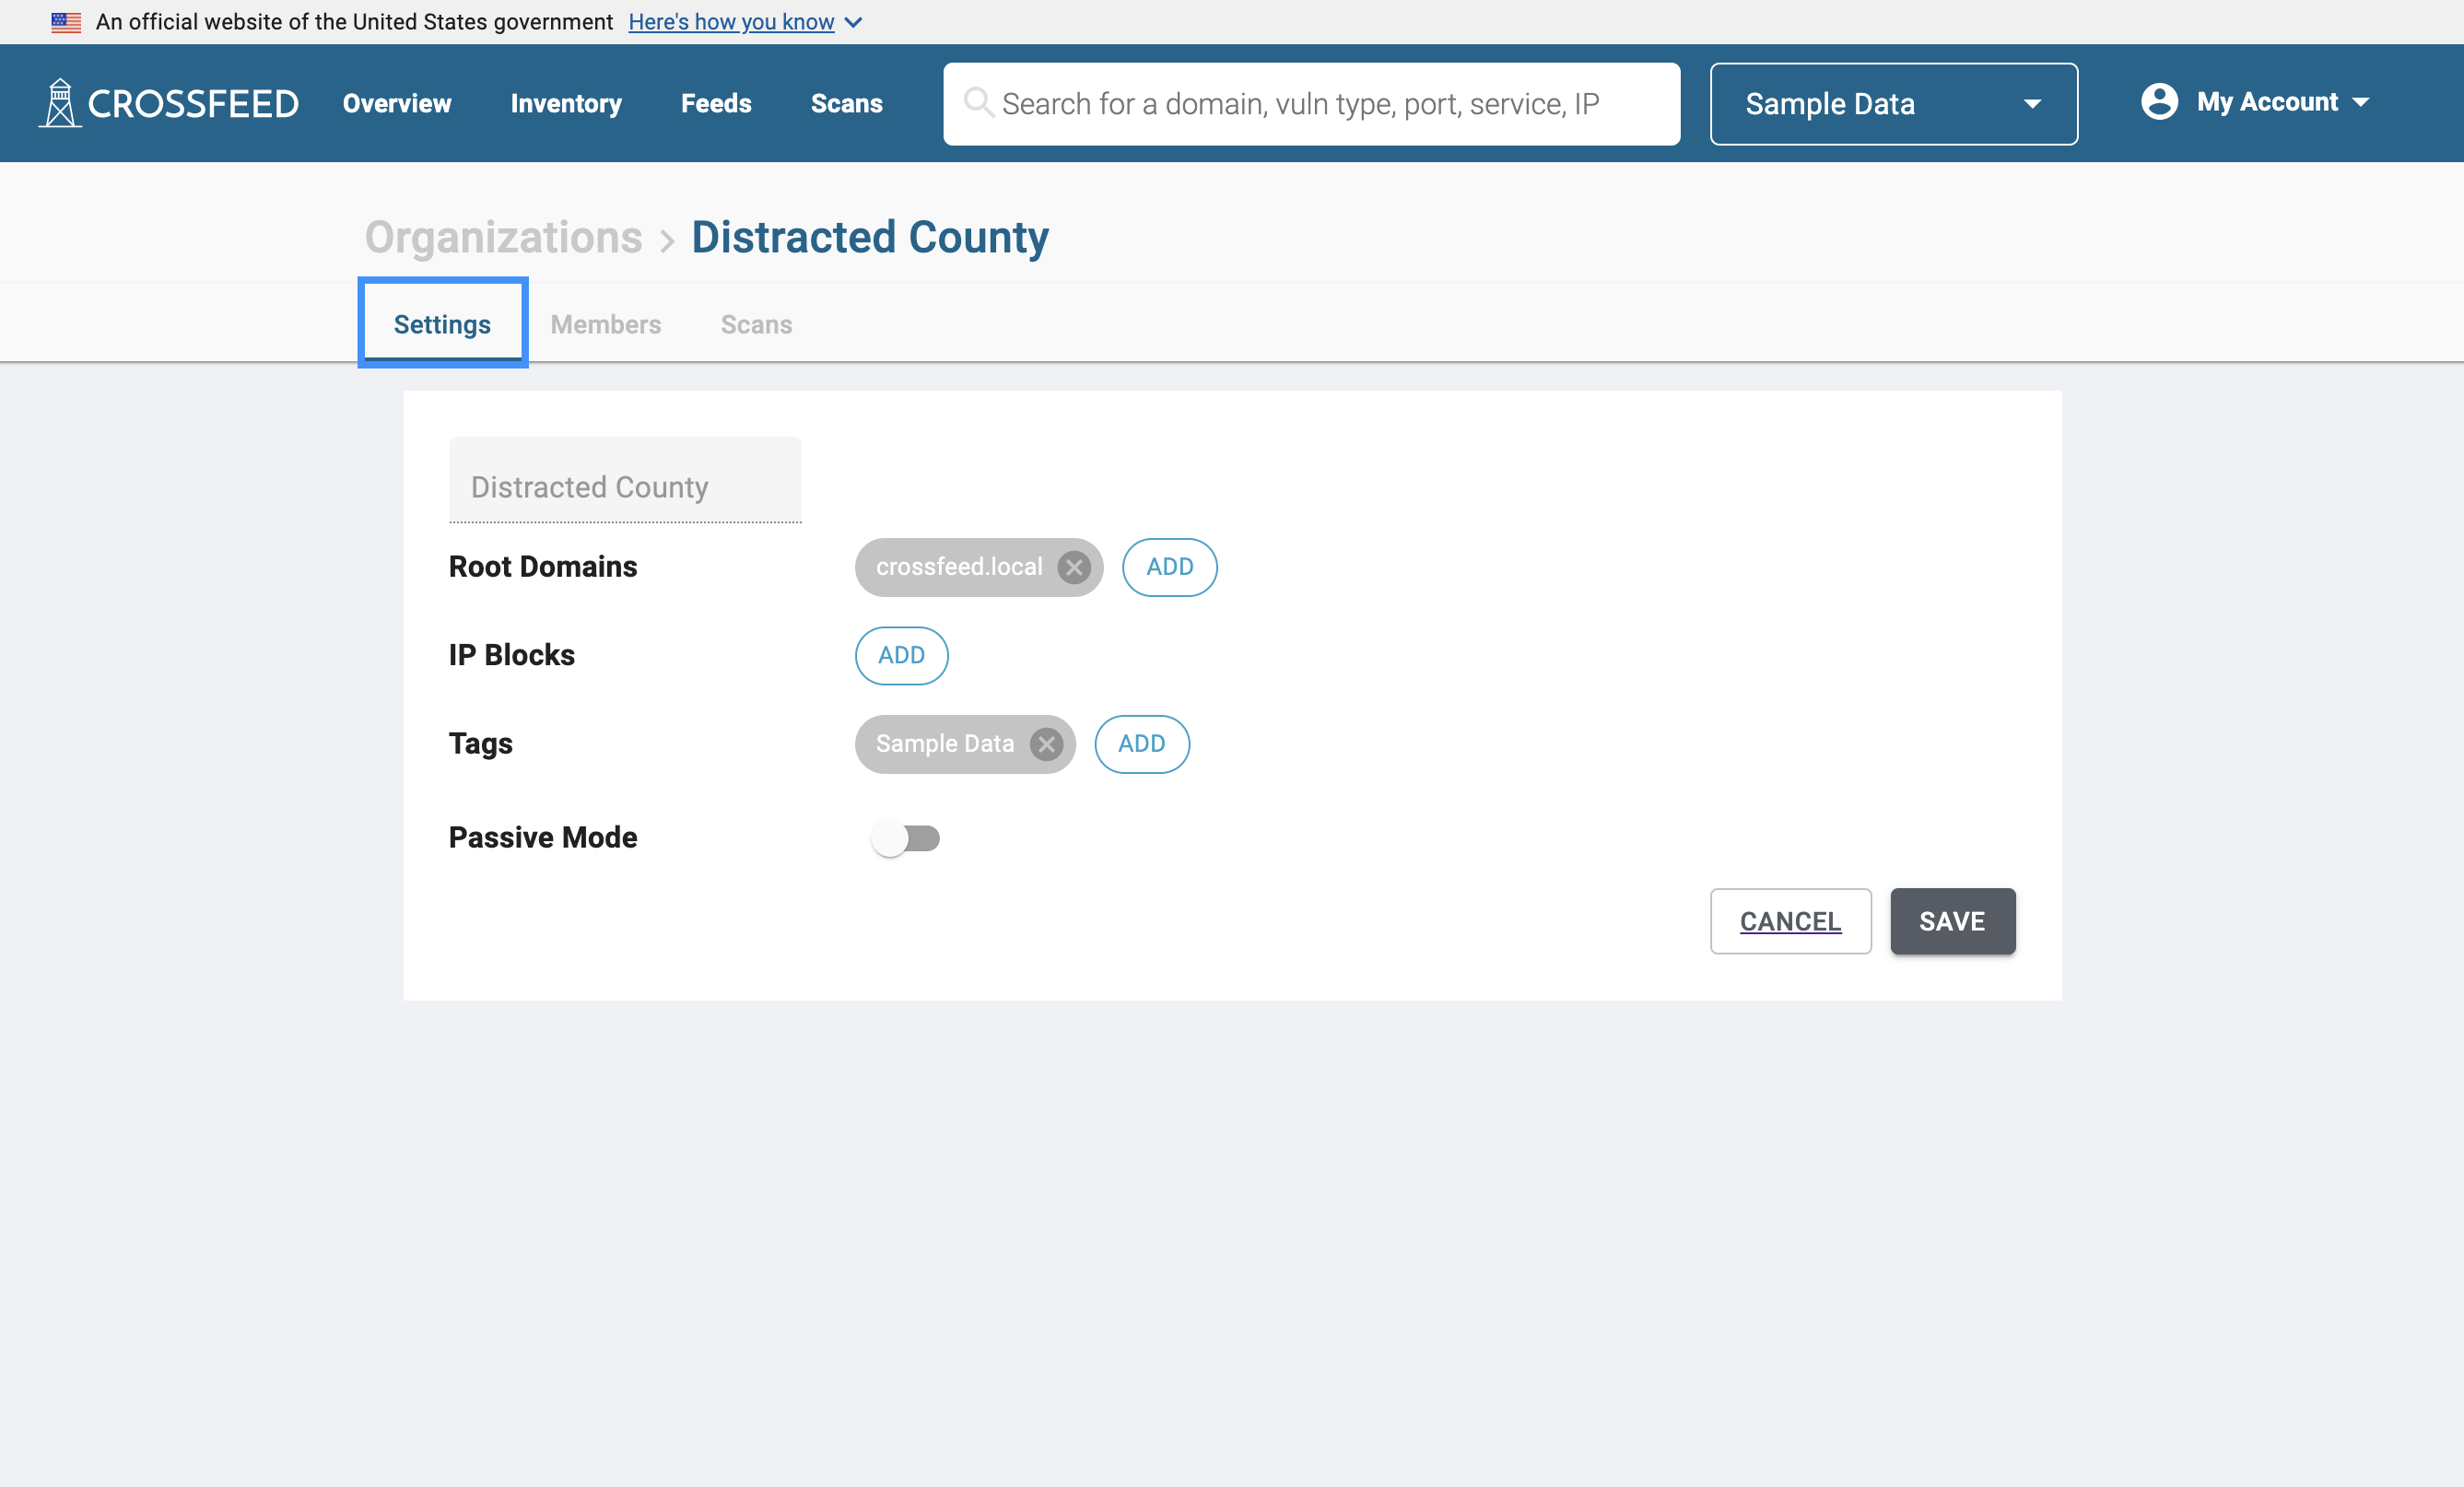 An official website of the United States government Here's how you know
CROSSFEED Overview Inventory Feeds Scans Search for a domain, vuln type, port, service, IP Sample Data My Account
Organizations > Distracted County
Settings Members Scans
Distracted County
Root Domains crossfeed.local ADD
IP Blocks ADD
Tags Sample Data ADD
Passive Mode
CANCEL SAVE